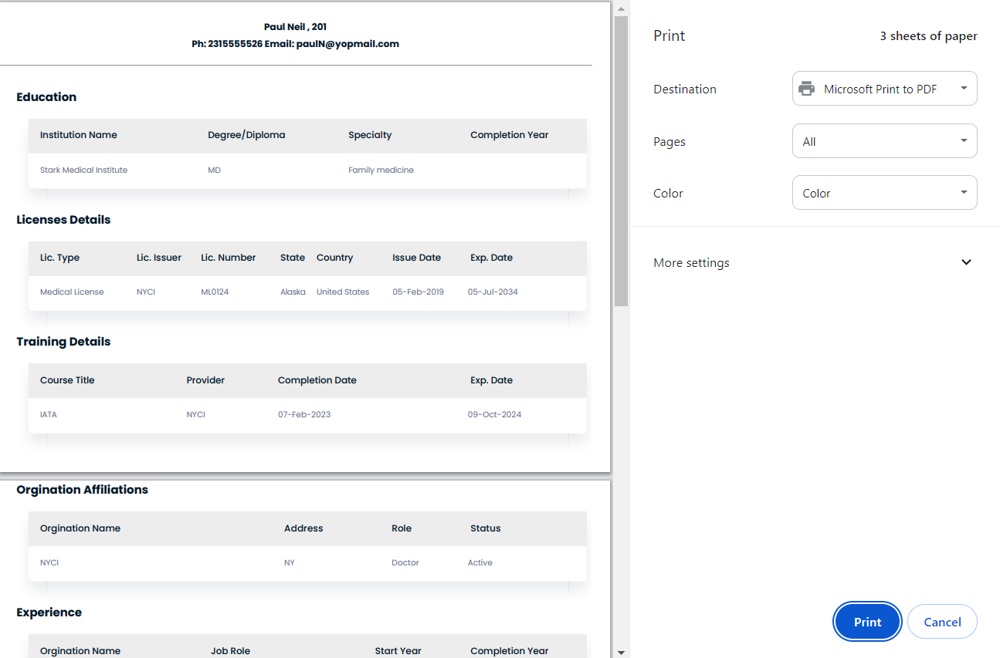 Paul Neil , 201
Ph: 2315555526 Email: paulN@yopmail.com
Education
Institution Name Degree/Diploma Specialty Completion Year
Stark Medical Institute MD Family medicine
Licenses Details
Lic. Type Lic. Issuer Lic. Number State Country Issue Date Exp. Date
Medical License NYCI ML0124 Alaska United States 05-Feb-2019 05-Jul-2034
Training Details
Course Title Provider Completion Date Exp. Date
IATA NYCI 07-Feb-2023 09-Oct-2024
Orgination Affiliations
Orgination Name Address Role Status
NYCI NY Doctor Active
Experience
Orgination Name Job Role Start Year Completion Year
Print 3 sheets of paper
Destination Microsoft Print to PDF
Pages All
Color Color
More settings
Print Cancel